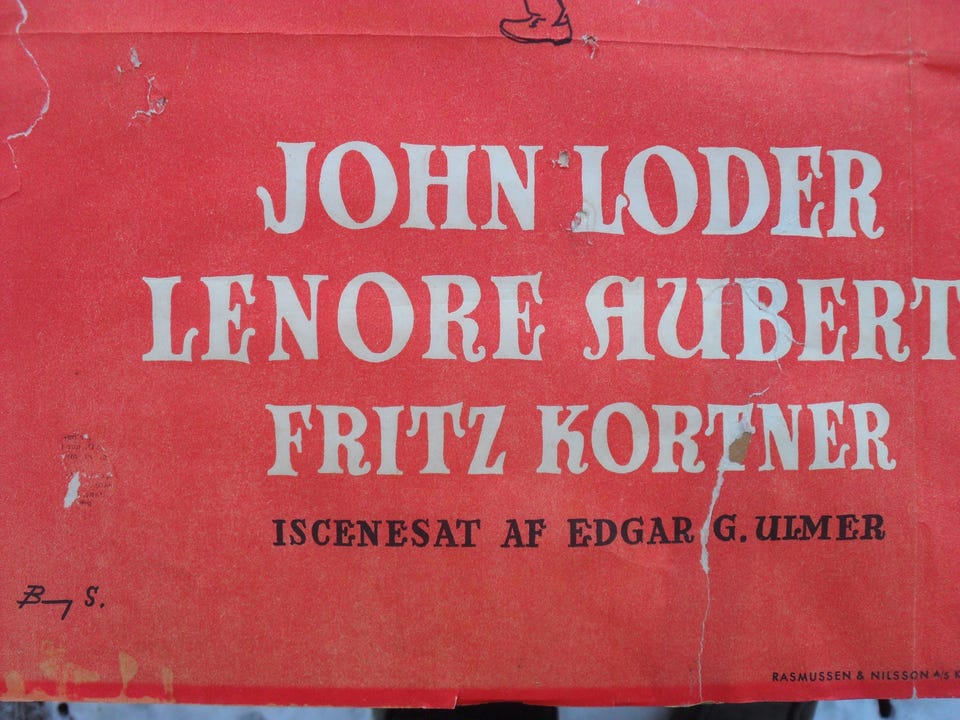 JOHN LODER
LENORE AUBERT
FRITZ KORTNER
ISCENESAT AF EDGAR G. ULMER
S.
RASMUSSEN & NILSSON A/S K